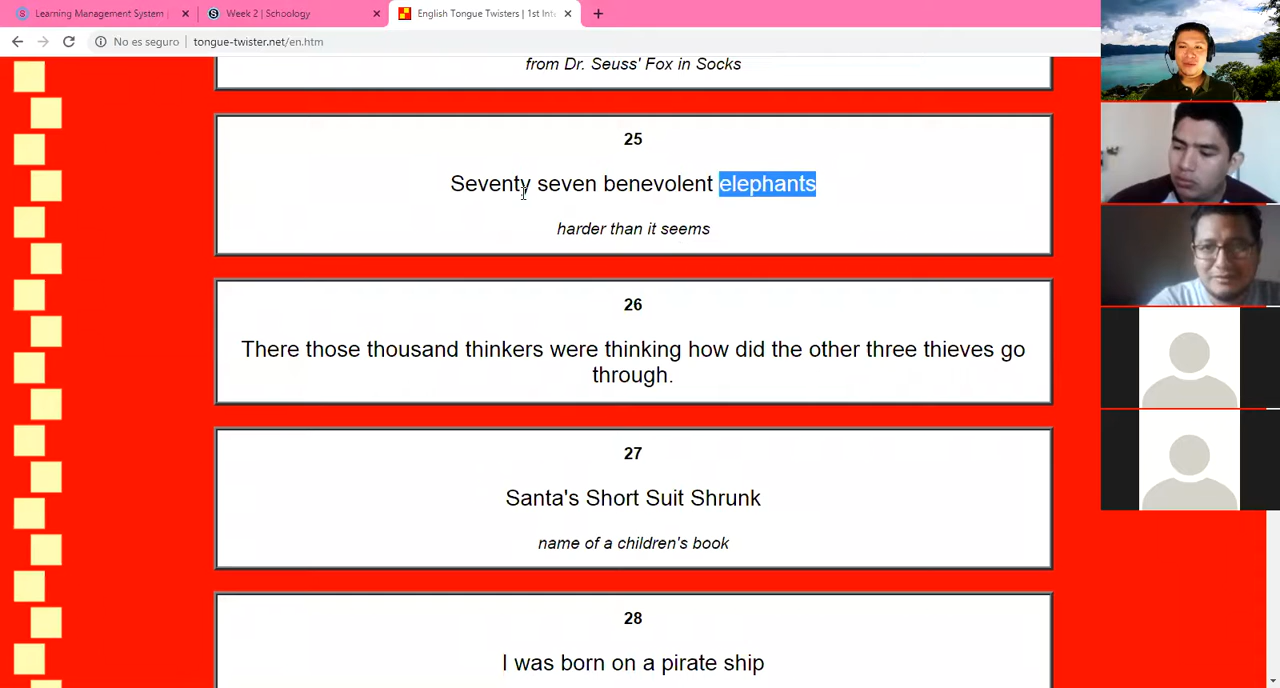 Learning Management System
Week 2 | Schoology
English Tongue Twisters | 1st Inte
No es seguro
tongue-twister.net/en.htm
from Dr. Seuss' Fox in Socks
25
Seventy seven benevolent elephants
harder than it seems
26
There those thousand thinkers were thinking how did the other three thieves go
through.
27
Santa's Short Suit Shrunk
name of a children's book
28
I was born on a pirate ship